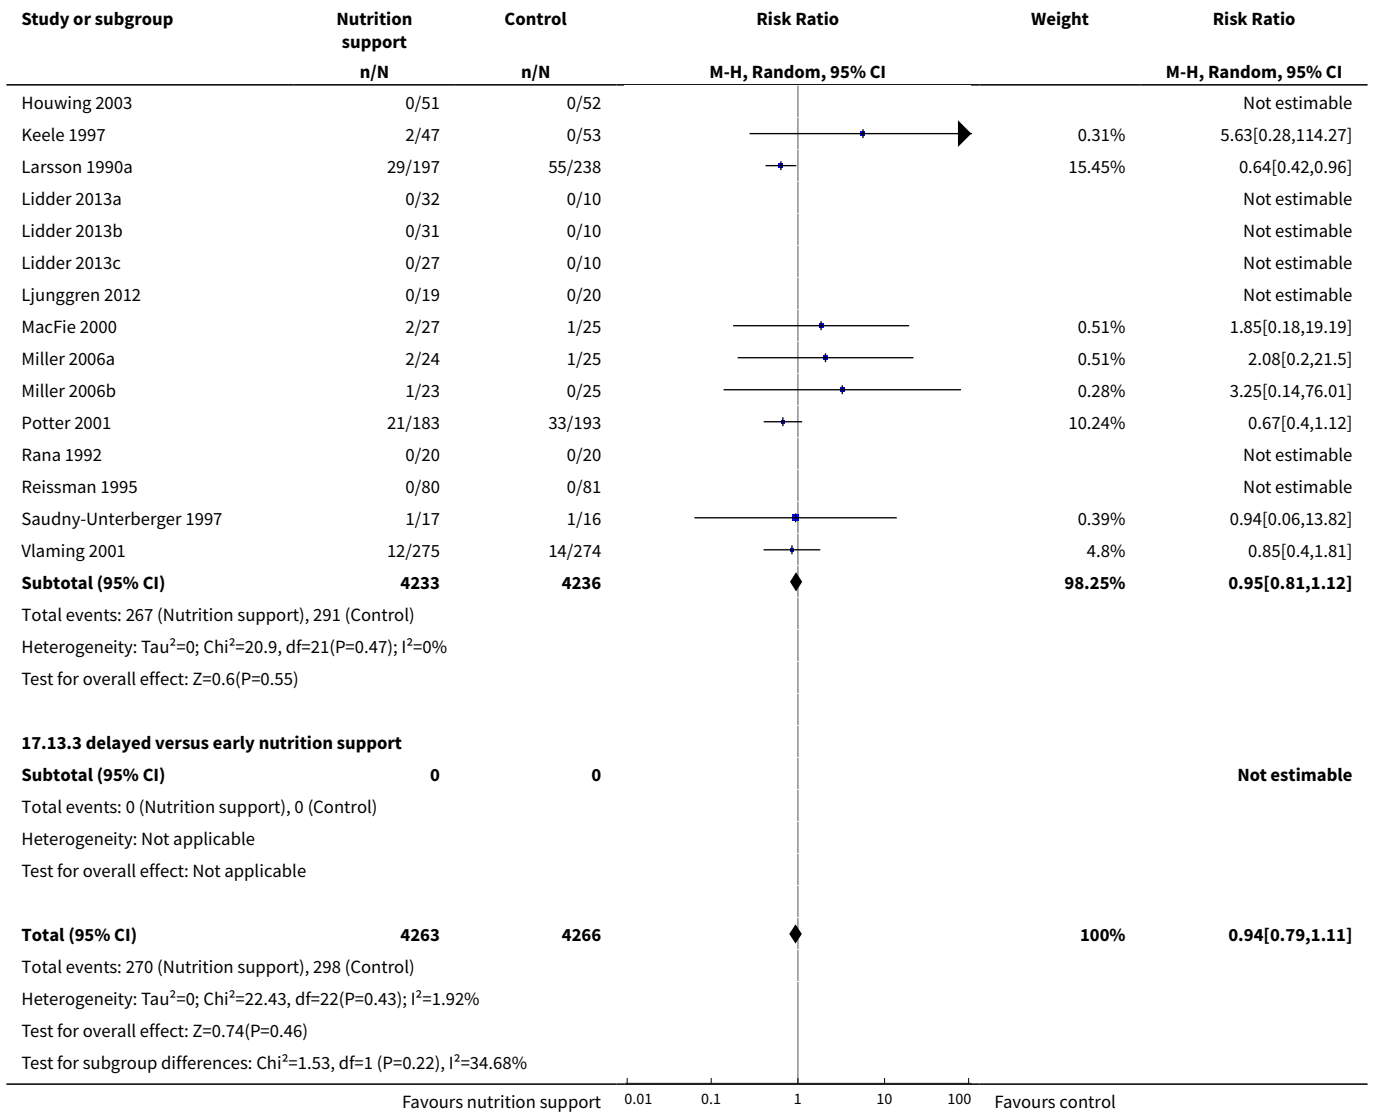 Study or subgroup Nutrition support Control Risk Ratio Weight Risk Ratio
n/N n/N M-H, Random, 95% CI M-H, Random, 95% CI
Houwing 2003 0/51 0/52 Not estimable
Keele 1997 2/47 0/53 0.31% 5.63[0.28,114.27]
Larsson 1990a 29/197 55/238 15.45% 0.64[0.42,0.96]
Lidder 2013a 0/32 0/10 Not estimable
Lidder 2013b 0/31 0/10 Not estimable
Lidder 2013c 0/27 0/10 Not estimable
Ljunggren 2012 0/19 0/20 Not estimable
MacFie 2000 2/27 1/25 0.51% 1.85[0.18,19.19]
Miller 2006a 2/24 1/25 0.51% 2.08[0.2,21.5]
Miller 2006b 1/23 0/25 0.28% 3.25[0.14,76.01]
Potter 2001 21/183 33/193 10.24% 0.67[0.4,1.12]
Rana 1992 0/20 0/20 Not estimable
Reissman 1995 0/80 0/81 Not estimable
Saudny-Unterberger 1997 1/17 1/16 0.39% 0.94[0.06,13.82]
Vlaming 2001 12/275 14/274 4.8% 0.85[0.4,1.81]
Subtotal (95% CI) 4233 4236 98.25% 0.95[0.81,1.12]
Total events: 267 (Nutrition support), 291 (Control)
Heterogeneity: Tau²=0; Chi²=20.9, df=21(P=0.47); I²=0%
Test for overall effect: Z=0.6(P=0.55)
17.13.3 delayed versus early nutrition support
Subtotal (95% CI) 0 0 Not estimable
Total events: 0 (Nutrition support), 0 (Control)
Heterogeneity: Not applicable
Test for overall effect: Not applicable
Total (95% CI) 4263 4266 100% 0.94[0.79,1.11]
Total events: 270 (Nutrition support), 298 (Control)
Heterogeneity: Tau²=0; Chi²=22.43, df=22(P=0.43); I²=1.92%
Test for overall effect: Z=0.74(P=0.46)
Test for subgroup differences: Chi²=1.53, df=1 (P=0.22), I²=34.68%
Favours nutrition support 0.01 0.1 1 10 100 Favours control